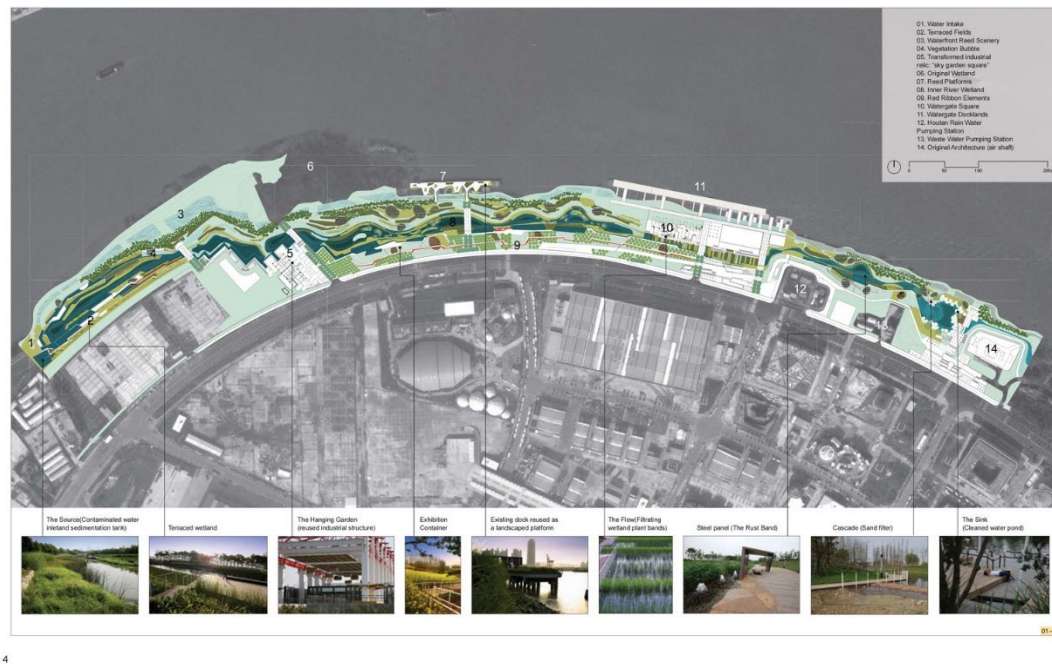 01. Water Intake
02. Terraced Fields
03. Waterfront Reed Scenery
04. Vegetation Bubble
05. Transformed industrial
relic: "sky garden square"
06. Original Wetland
07. Reed Platforms
08. Inner River Wetland
09. Red Ribbon Elements
10. Watergate Square
11. Watergate Docklands
12. Houtan Rain Water
Pumping Station
13. Waste Water Pumping Station
14. Original Architecture (air shaft)
0 50 100 200
6
7
11
3
8
10
4
9
5
12
2
13
1
14
The Source(Contaminated water
inletand sedimentation tank)
Terraced wetland
The Hanging Garden
(reused industrial structure)
Exhibition
Container
Existing dock reused as
a landscaped platform
The Flow(Filtrating
wetland plant bands)
Steel panel (The Rust Band)
Cascade (Sand filter)
The Sink
(Cleaned water pond)
4